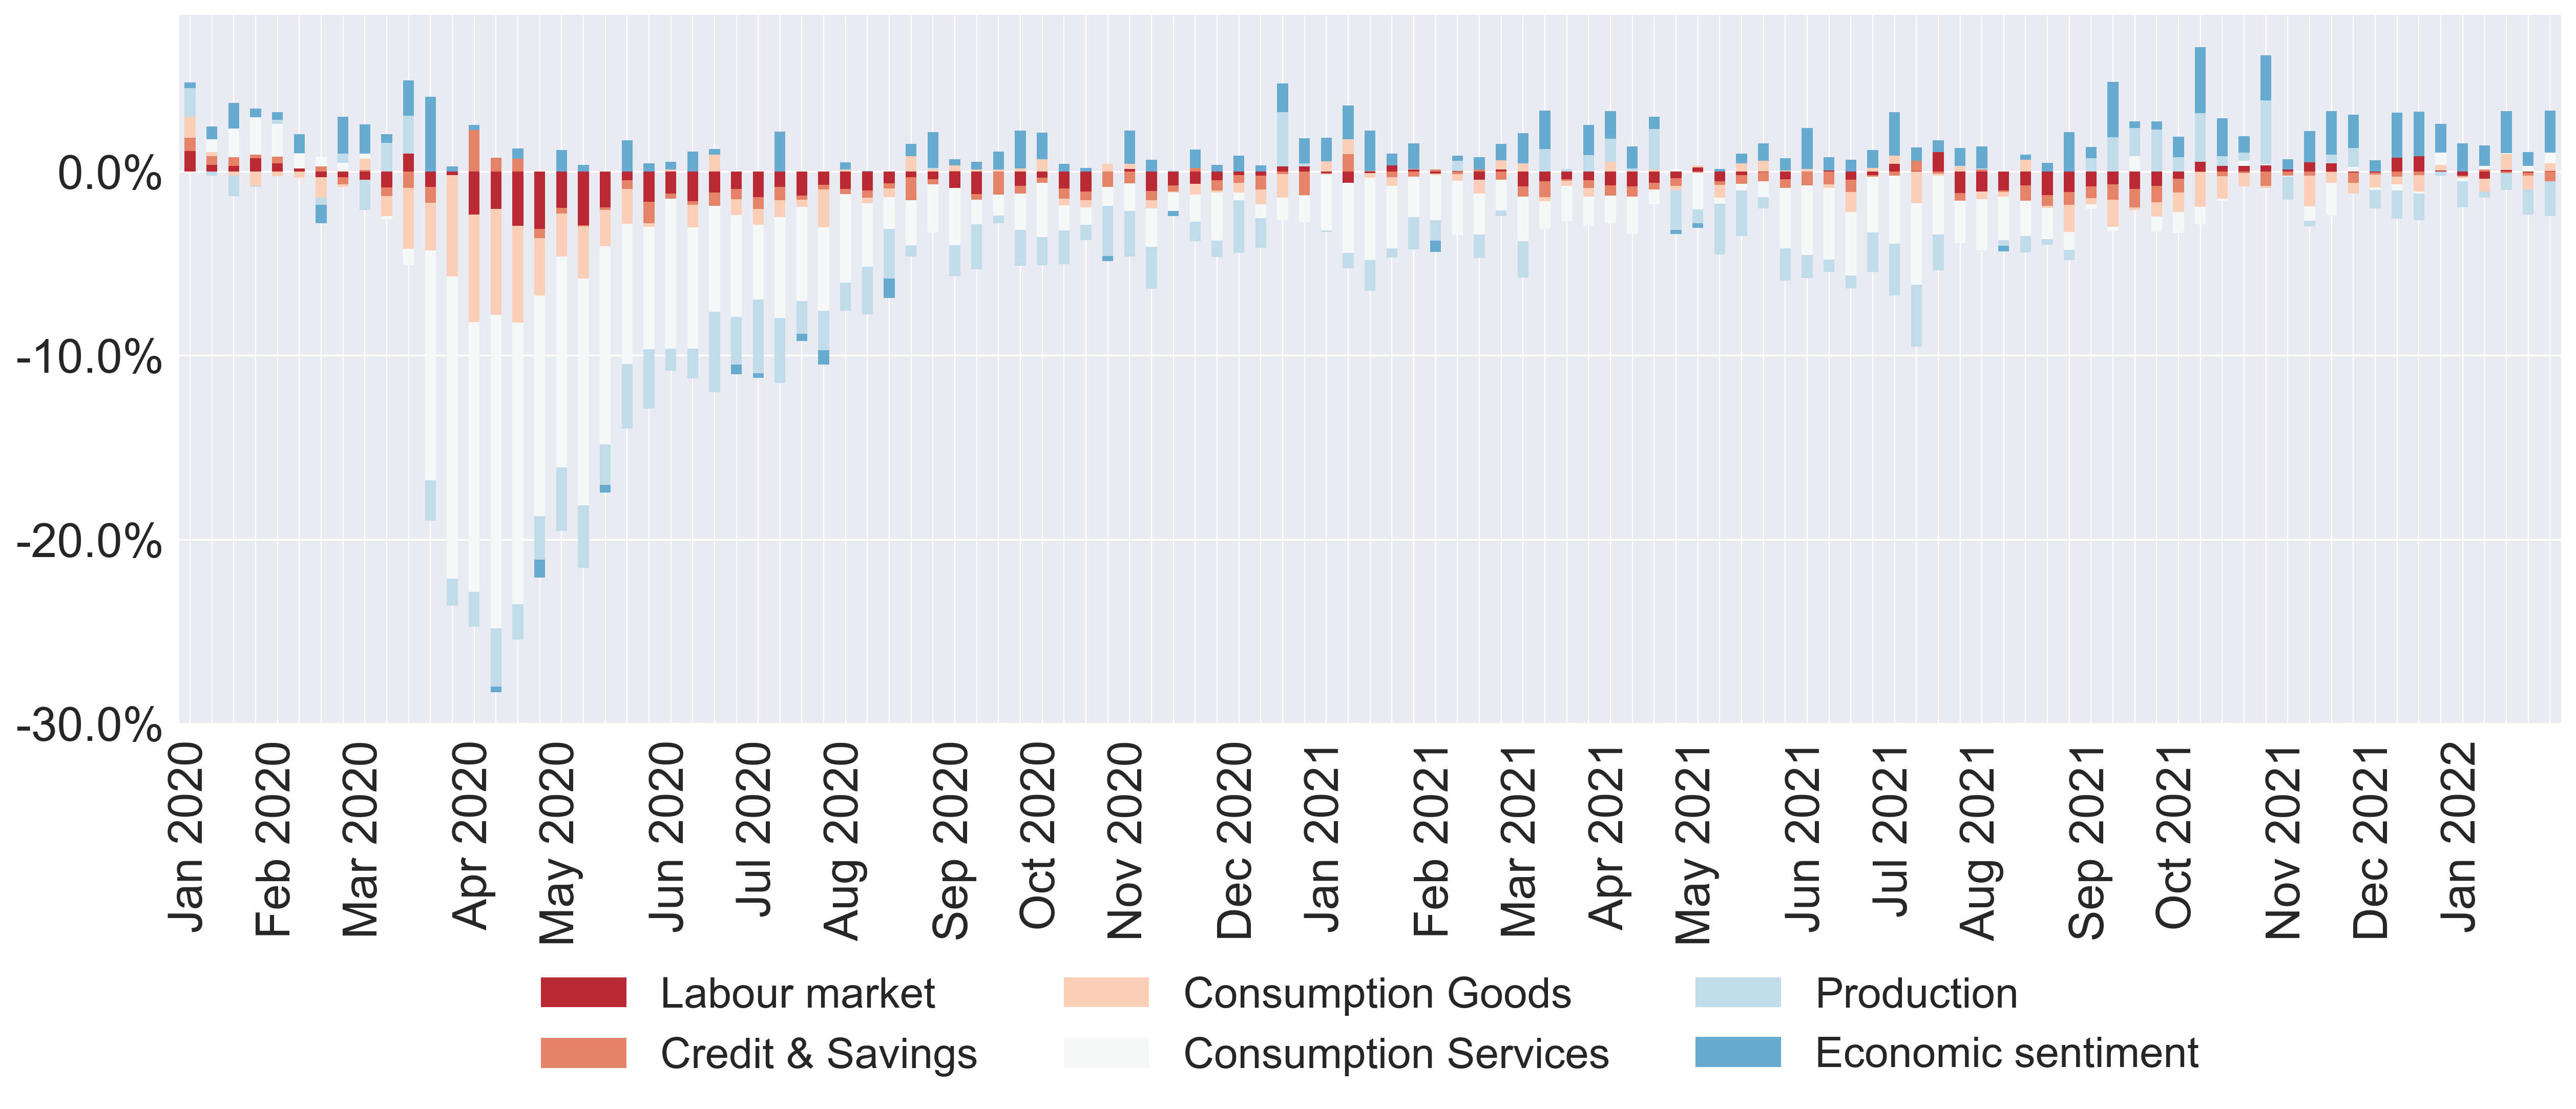 0.0%
-10.0%
-20.0%
-30.0%
Jan 2020
Feb 2020
Mar 2020
Apr 2020
May 2020
Jun 2020
Jul 2020
Aug 2020
Sep 2020
Oct 2020
Nov 2020
Dec 2020
Jan 2021
Feb 2021
Mar 2021
Apr 2021
May 2021
Jun 2021
Jul 2021
Aug 2021
Sep 2021
Oct 2021
Nov 2021
Dec 2021
Jan 2022
Labour market
Consumption Goods
Production
Credit & Savings
Consumption Services
Economic sentiment